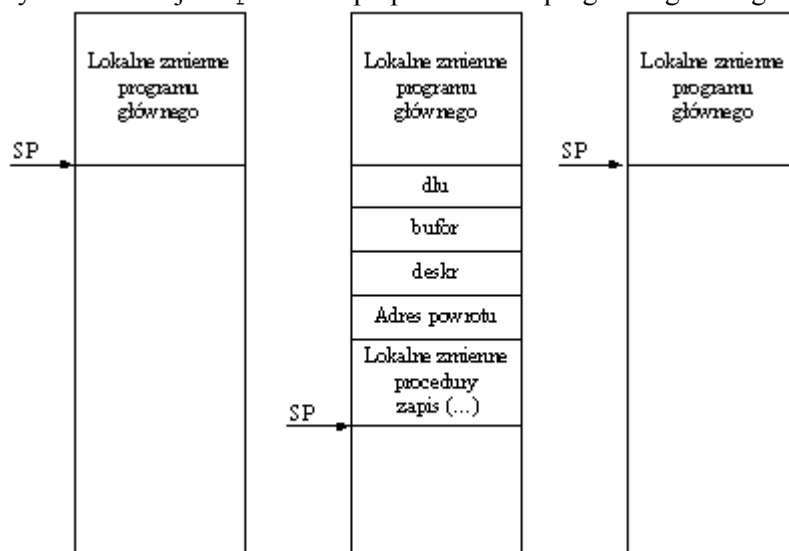 Lokalne zmienne
programu
głównego
SP
Lokalne zmienne
programu
głównego
dłu
bufor
deskr
Adres powrotu
Lokalne zmienne
procedury
zapis (...)
SP
Lokalne zmienne
programu
głównego
SP